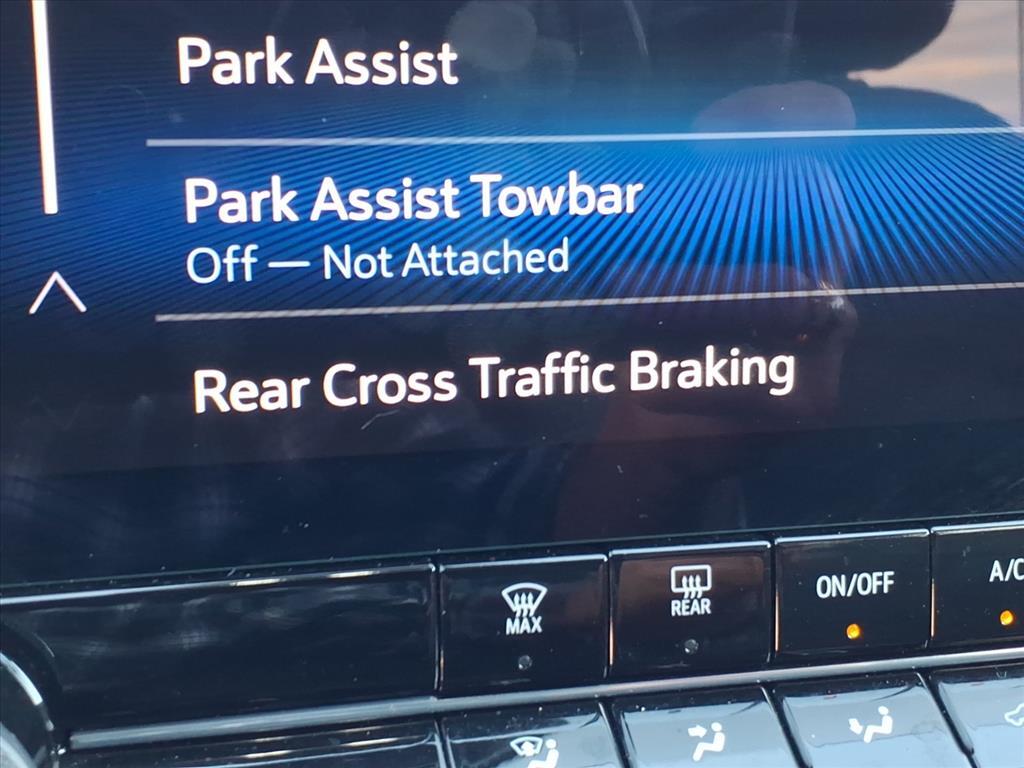 Park Assist
Park Assist Towbar
Off — Not Attached
Rear Cross Traffic Braking
MAX
REAR
ON/OFF
A/C